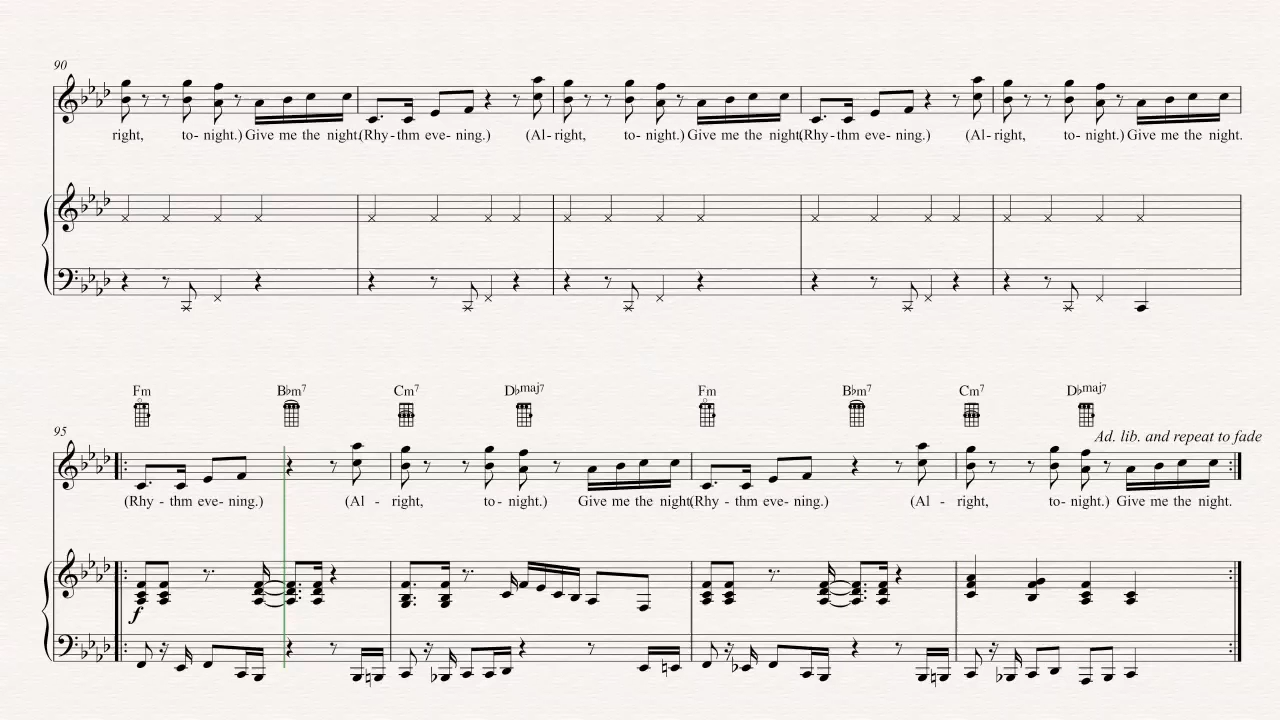 90
right, to- night.) Give me the night. (Rhy - thm eve- ning.) (Al- right, to- night.) Give me the night. (Rhy - thm eve- ning.) (Al- right, to- night.) Give me the night.
Fm B♭m7 Cm7 D♭maj7 Fm B♭m7 Cm7 D♭maj7
95
Ad. lib. and repeat to fade
(Rhy - thm eve- ning.) (Al - right, to - night.) Give me the night. (Rhy - thm eve- ning.) (Al - right, to- night.) Give me the night.
f